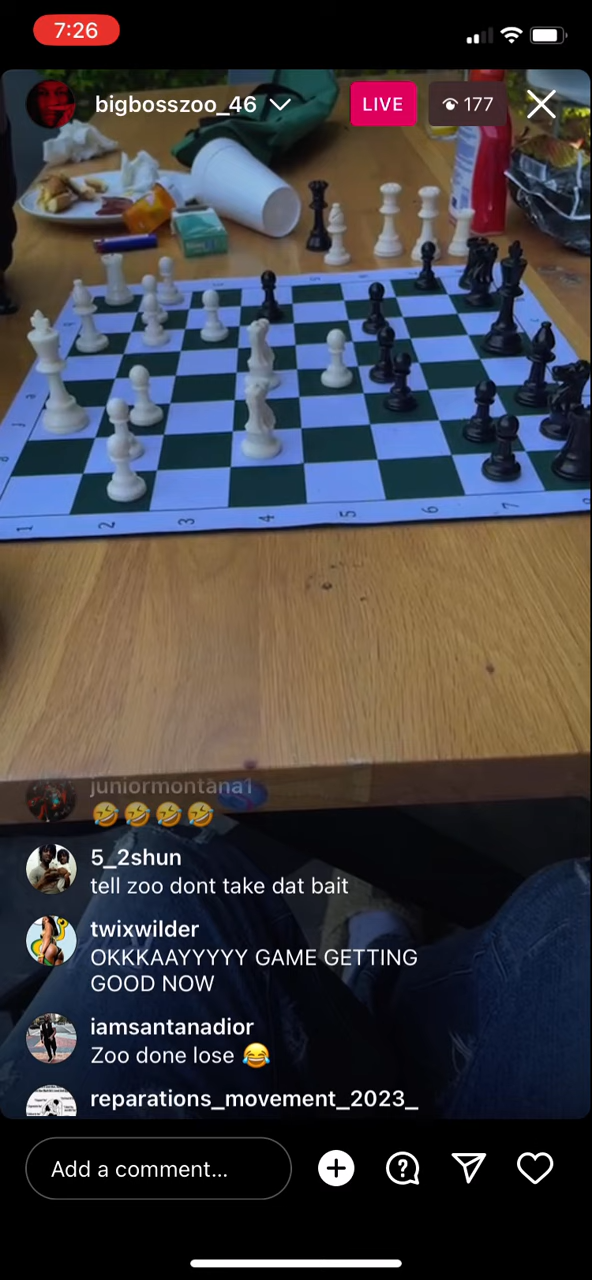 7:26
bigbosszoo_46
LIVE
177
1
2
3
4
5
6
7
8
juniormontana1
🤣🤣🤣🤣
5_2shun
tell zoo dont take dat bait
twixwilder
OKKKAAYYYYY GAME GETTING
GOOD NOW
iamsantanadior
Zoo done lose 😂
reparations_movement_2023_
Add a comment...